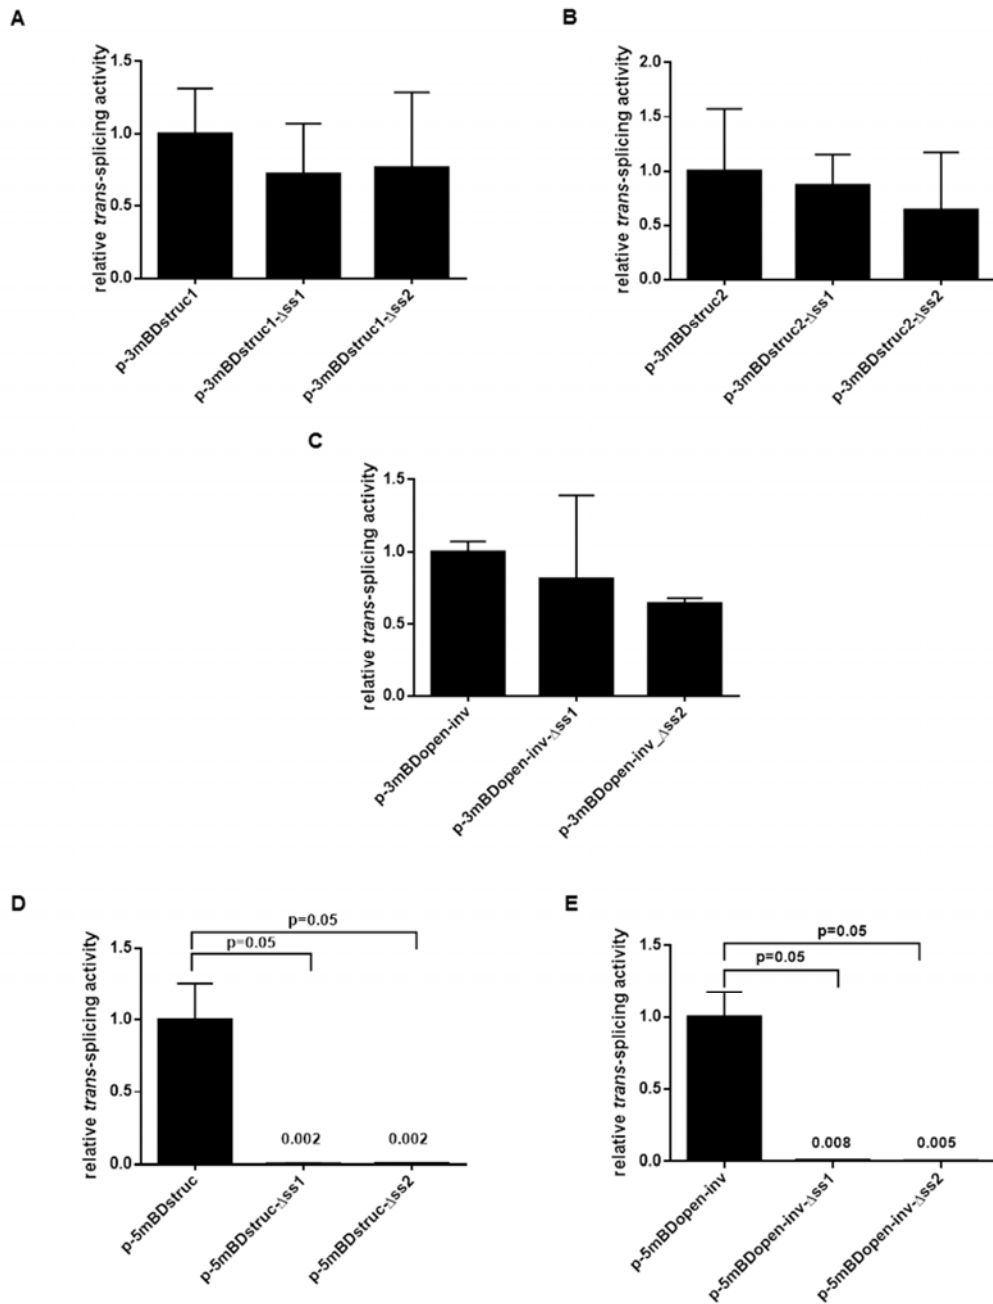 A
relative trans-splicing activity
1.5
1.0
0.5
0.0
p-3mBDstruc1
p-3mBDstruc1-Δss1
p-3mBDstruc1-Δss2
B
relative trans-splicing activity
2.0
1.5
1.0
0.5
0.0
p-3mBDstruc2
p-3mBDstruc2-Δss1
p-3mBDstruc2-Δss2
C
relative trans-splicing activity
1.5
1.0
0.5
0.0
p-3mBDopen-inv
p-3mBDopen-inv-Δss1
p-3mBDopen-inv_Δss2
D
relative trans-splicing activity
1.5
1.0
0.5
0.0
p=0.05
p=0.05
0.002
0.002
p-5mBDstruc
p-5mBDstruc-Δss1
p-5mBDstruc-Δss2
E
relative trans-splicing activity
2.0
1.5
1.0
0.5
0.0
p=0.05
p=0.05
0.008
0.005
p-5mBDopen-inv
p-5mBDopen-inv-Δss1
p-5mBDopen-inv-Δss2